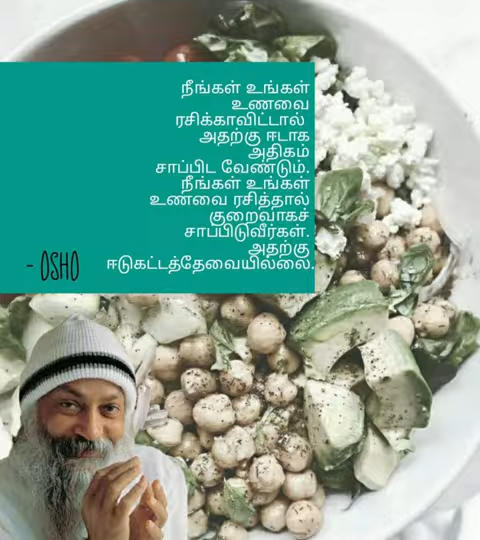 நீங்கள் உங்கள்
உணவை
ரசிக்காவிட்டால்
அதற்கு ஈடாக
அதிகம்
சாப்பிட வேண்டும்.
நீங்கள் உங்கள்
உணவை ரசித்தால்
குறைவாகச்
சாப்பிடுவீர்கள்.
அதற்கு
ஈடுகட்டத்தேவையில்லை.
- OSHO